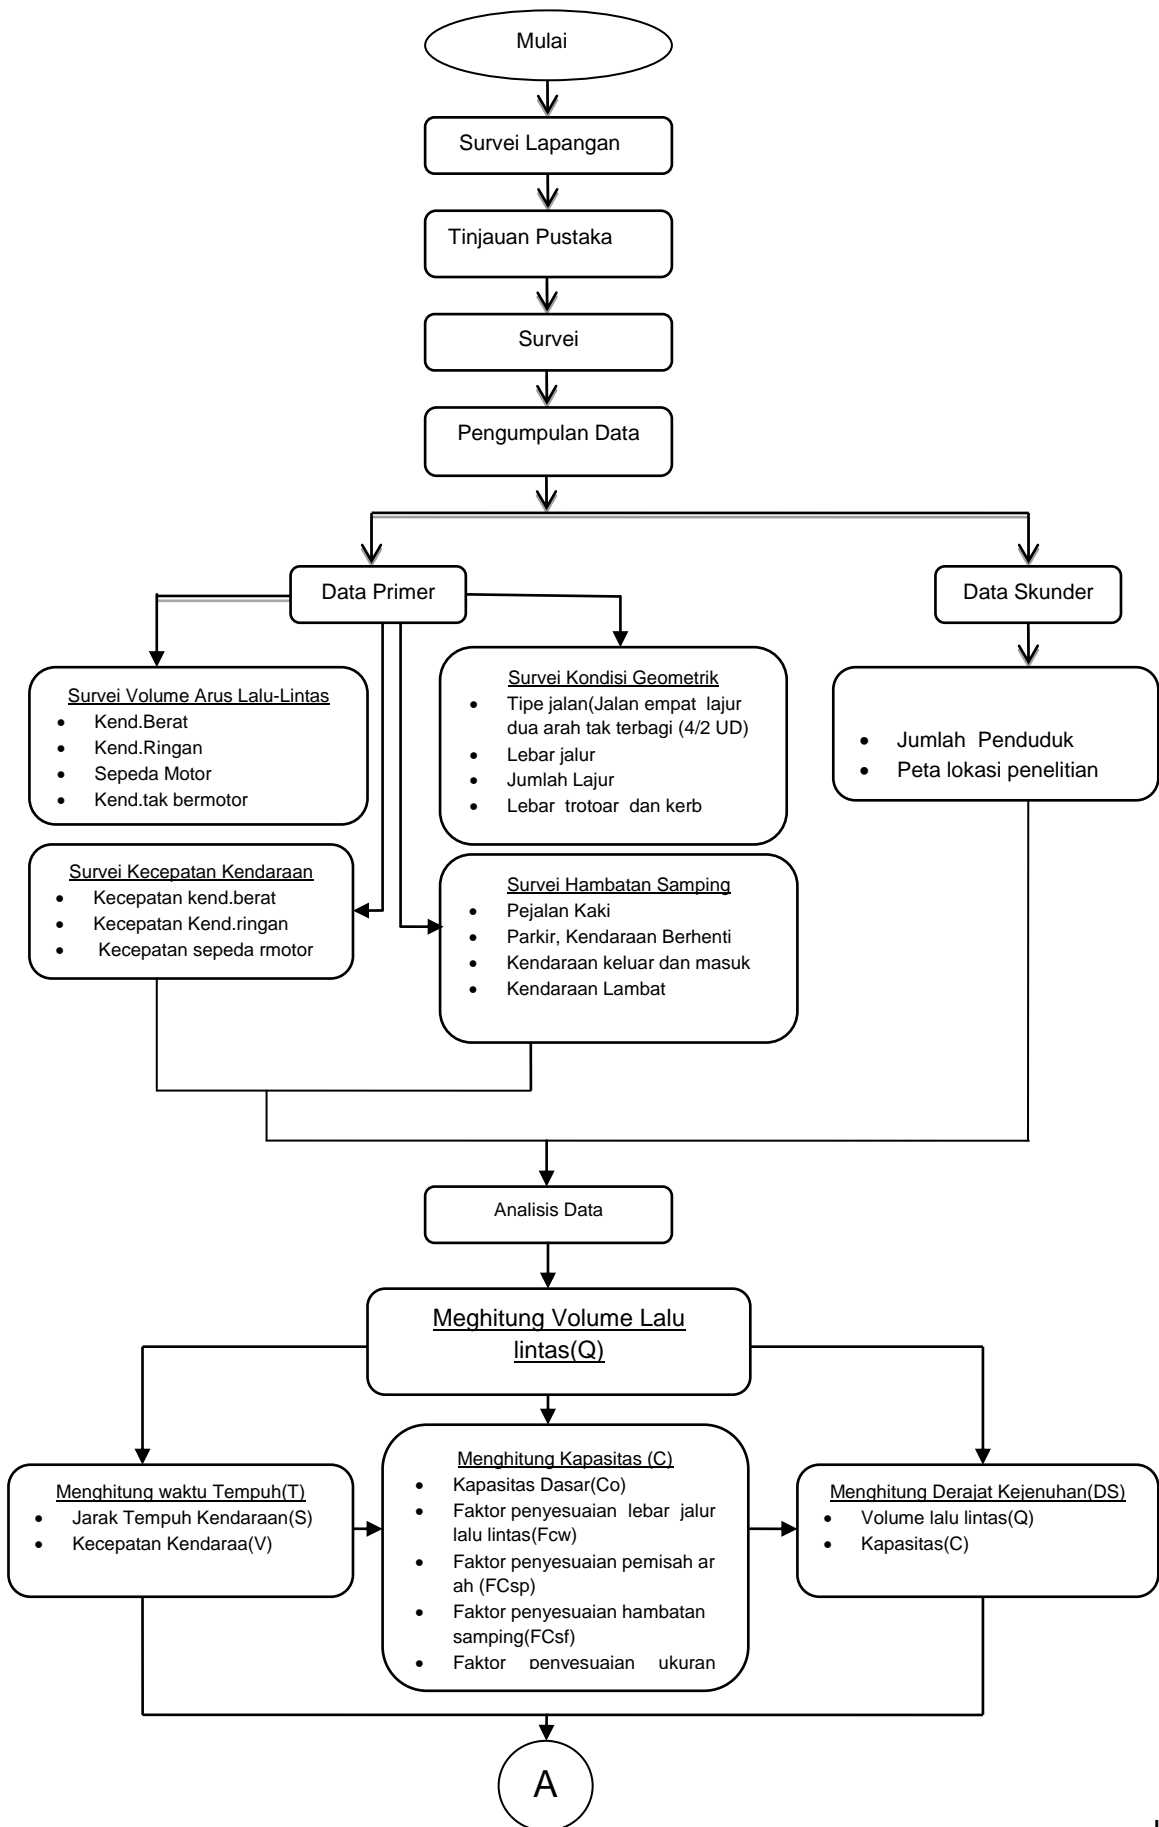 Mulai
Survei Lapangan
Tinjauan Pustaka
Survei
Pengumpulan Data
Data Primer
Data Skunder
Survei Volume Arus Lalu-Lintas
• Kend.Berat
• Kend.Ringan
• Sepeda Motor
• Kend.tak bermotor
Survei Kondisi Geometrik
• Tipe jalan(Jalan empat lajur
dua arah tak terbagi (4/2 UD)
• Lebar jalur
• Jumlah Lajur
• Lebar trotoar dan kerb
• Jumlah Penduduk
• Peta lokasi penelitian
Survei Kecepatan Kendaraan
• Kecepatan kend.berat
• Kecepatan Kend.ringan
• Kecepatan sepeda rmotor
Survei Hambatan Samping
• Pejalan Kaki
• Parkir, Kendaraan Berhenti
• Kendaraan keluar dan masuk
• Kendaraan Lambat
Analisis Data
Meghitung Volume Lalu
lintas(Q)
Menghitung waktu Tempuh(T)
• Jarak Tempuh Kendaraan(S)
• Kecepatan Kendaraa(V)
Menghitung Kapasitas (C)
• Kapasitas Dasar(Co)
• Faktor penyesuaian lebar jalur
lalu lintas(Fcw)
• Faktor penyesuaian pemisah ar
ah (FCsp)
• Faktor penyesuaian hambatan
samping(FCsf)
• Faktor penyesuaian ukuran
Menghitung Derajat Kejenuhan(DS)
• Volume lalu lintas(Q)
• Kapasitas(C)
A